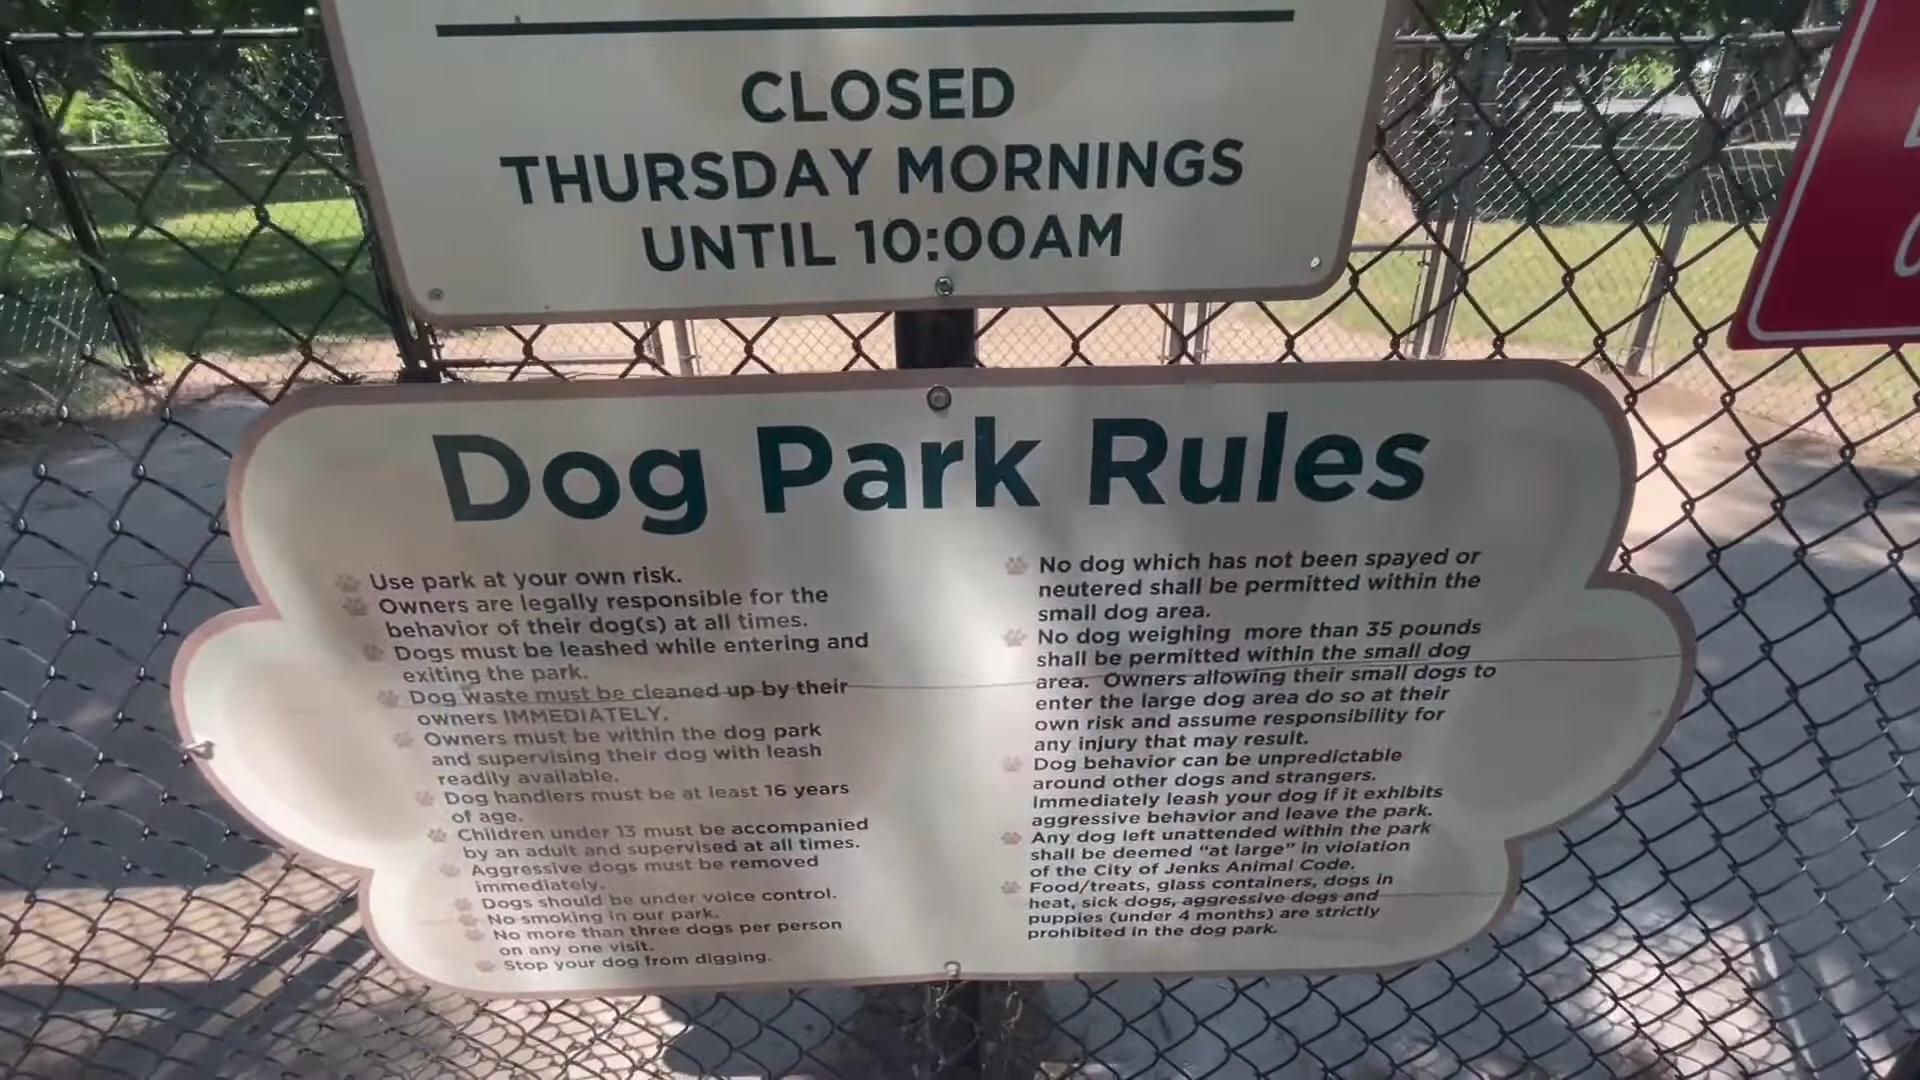 CLOSED
THURSDAY MORNINGS
UNTIL 10:00AM
Dog Park Rules
Use park at your own risk.
Owners are legally responsible for the
behavior of their dog(s) at all times.
Dogs must be leashed while entering and
exiting the park.
Dog waste must be cleaned up by their
owners IMMEDIATELY.
Owners must be within the dog park
and supervising their dog with leash
readily available.
Dog handlers must be at least 16 years
of age.
Children under 13 must be accompanied
by an adult and supervised at all times.
Aggressive dogs must be removed
immediately.
Dogs should be under voice control.
No smoking in our park.
No more than three dogs per person
on any one visit.
Stop your dog from digging.
No dog which has not been spayed or
neutered shall be permitted within the
small dog area.
No dog weighing more than 35 pounds
shall be permitted within the small dog
area. Owners allowing their small dogs to
enter the large dog area do so at their
own risk and assume responsibility for
any injury that may result.
Dog behavior can be unpredictable
around other dogs and strangers.
Immediately leash your dog if it exhibits
aggressive behavior and leave the park.
Any dog left unattended within the park
shall be deemed "at large" in violation
of the City of Jenks Animal Code.
Food/treats, glass containers, dogs in
heat, sick dogs, aggressive dogs and
puppies (under 4 months) are strictly
prohibited in the dog park.